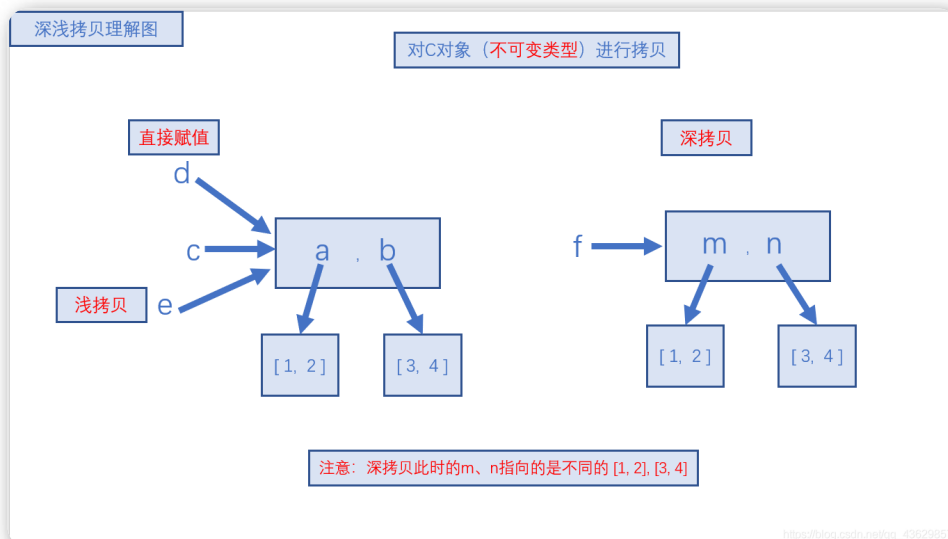 深浅拷贝理解图
对C对象（不可变类型）进行拷贝
直接赋值
深拷贝
d
c
a , b
f
m , n
浅拷贝
e
[ 1, 2 ]
[ 3, 4 ]
[ 1, 2 ]
[ 3, 4 ]
注意：深拷贝此时的m、n指向的是不同的 [1, 2], [3, 4]